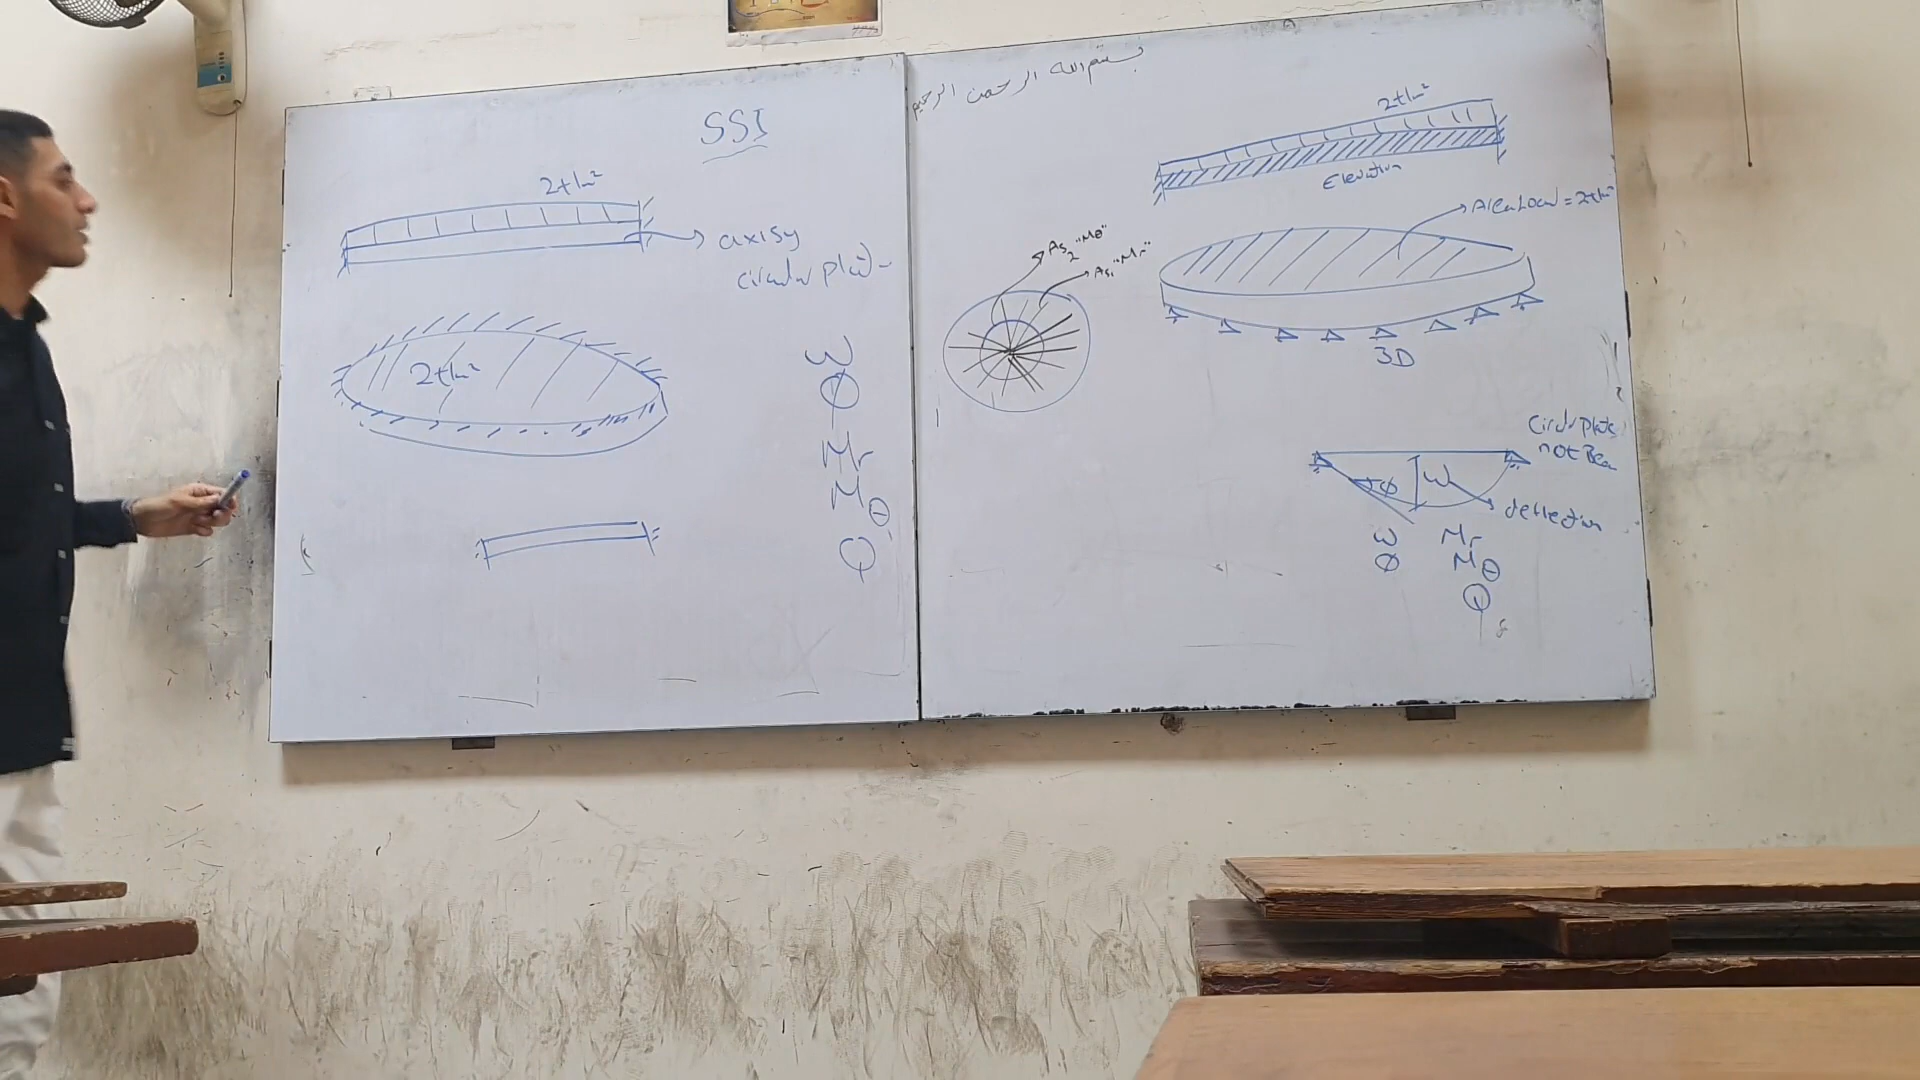 SSI
2t/m²
axisy
circular plate
2t/m²
ω
φ
Mr
Mθ
Q
بسم الله الرحمن الرحيم
2t/m²
Elevation
Area Load = 2t/m²
As₂ "Mθ"
As₁ "Mr"
3D
Circular Plate
not Beam
φ
ω
deflection
ω Mr
φ Mθ
Q